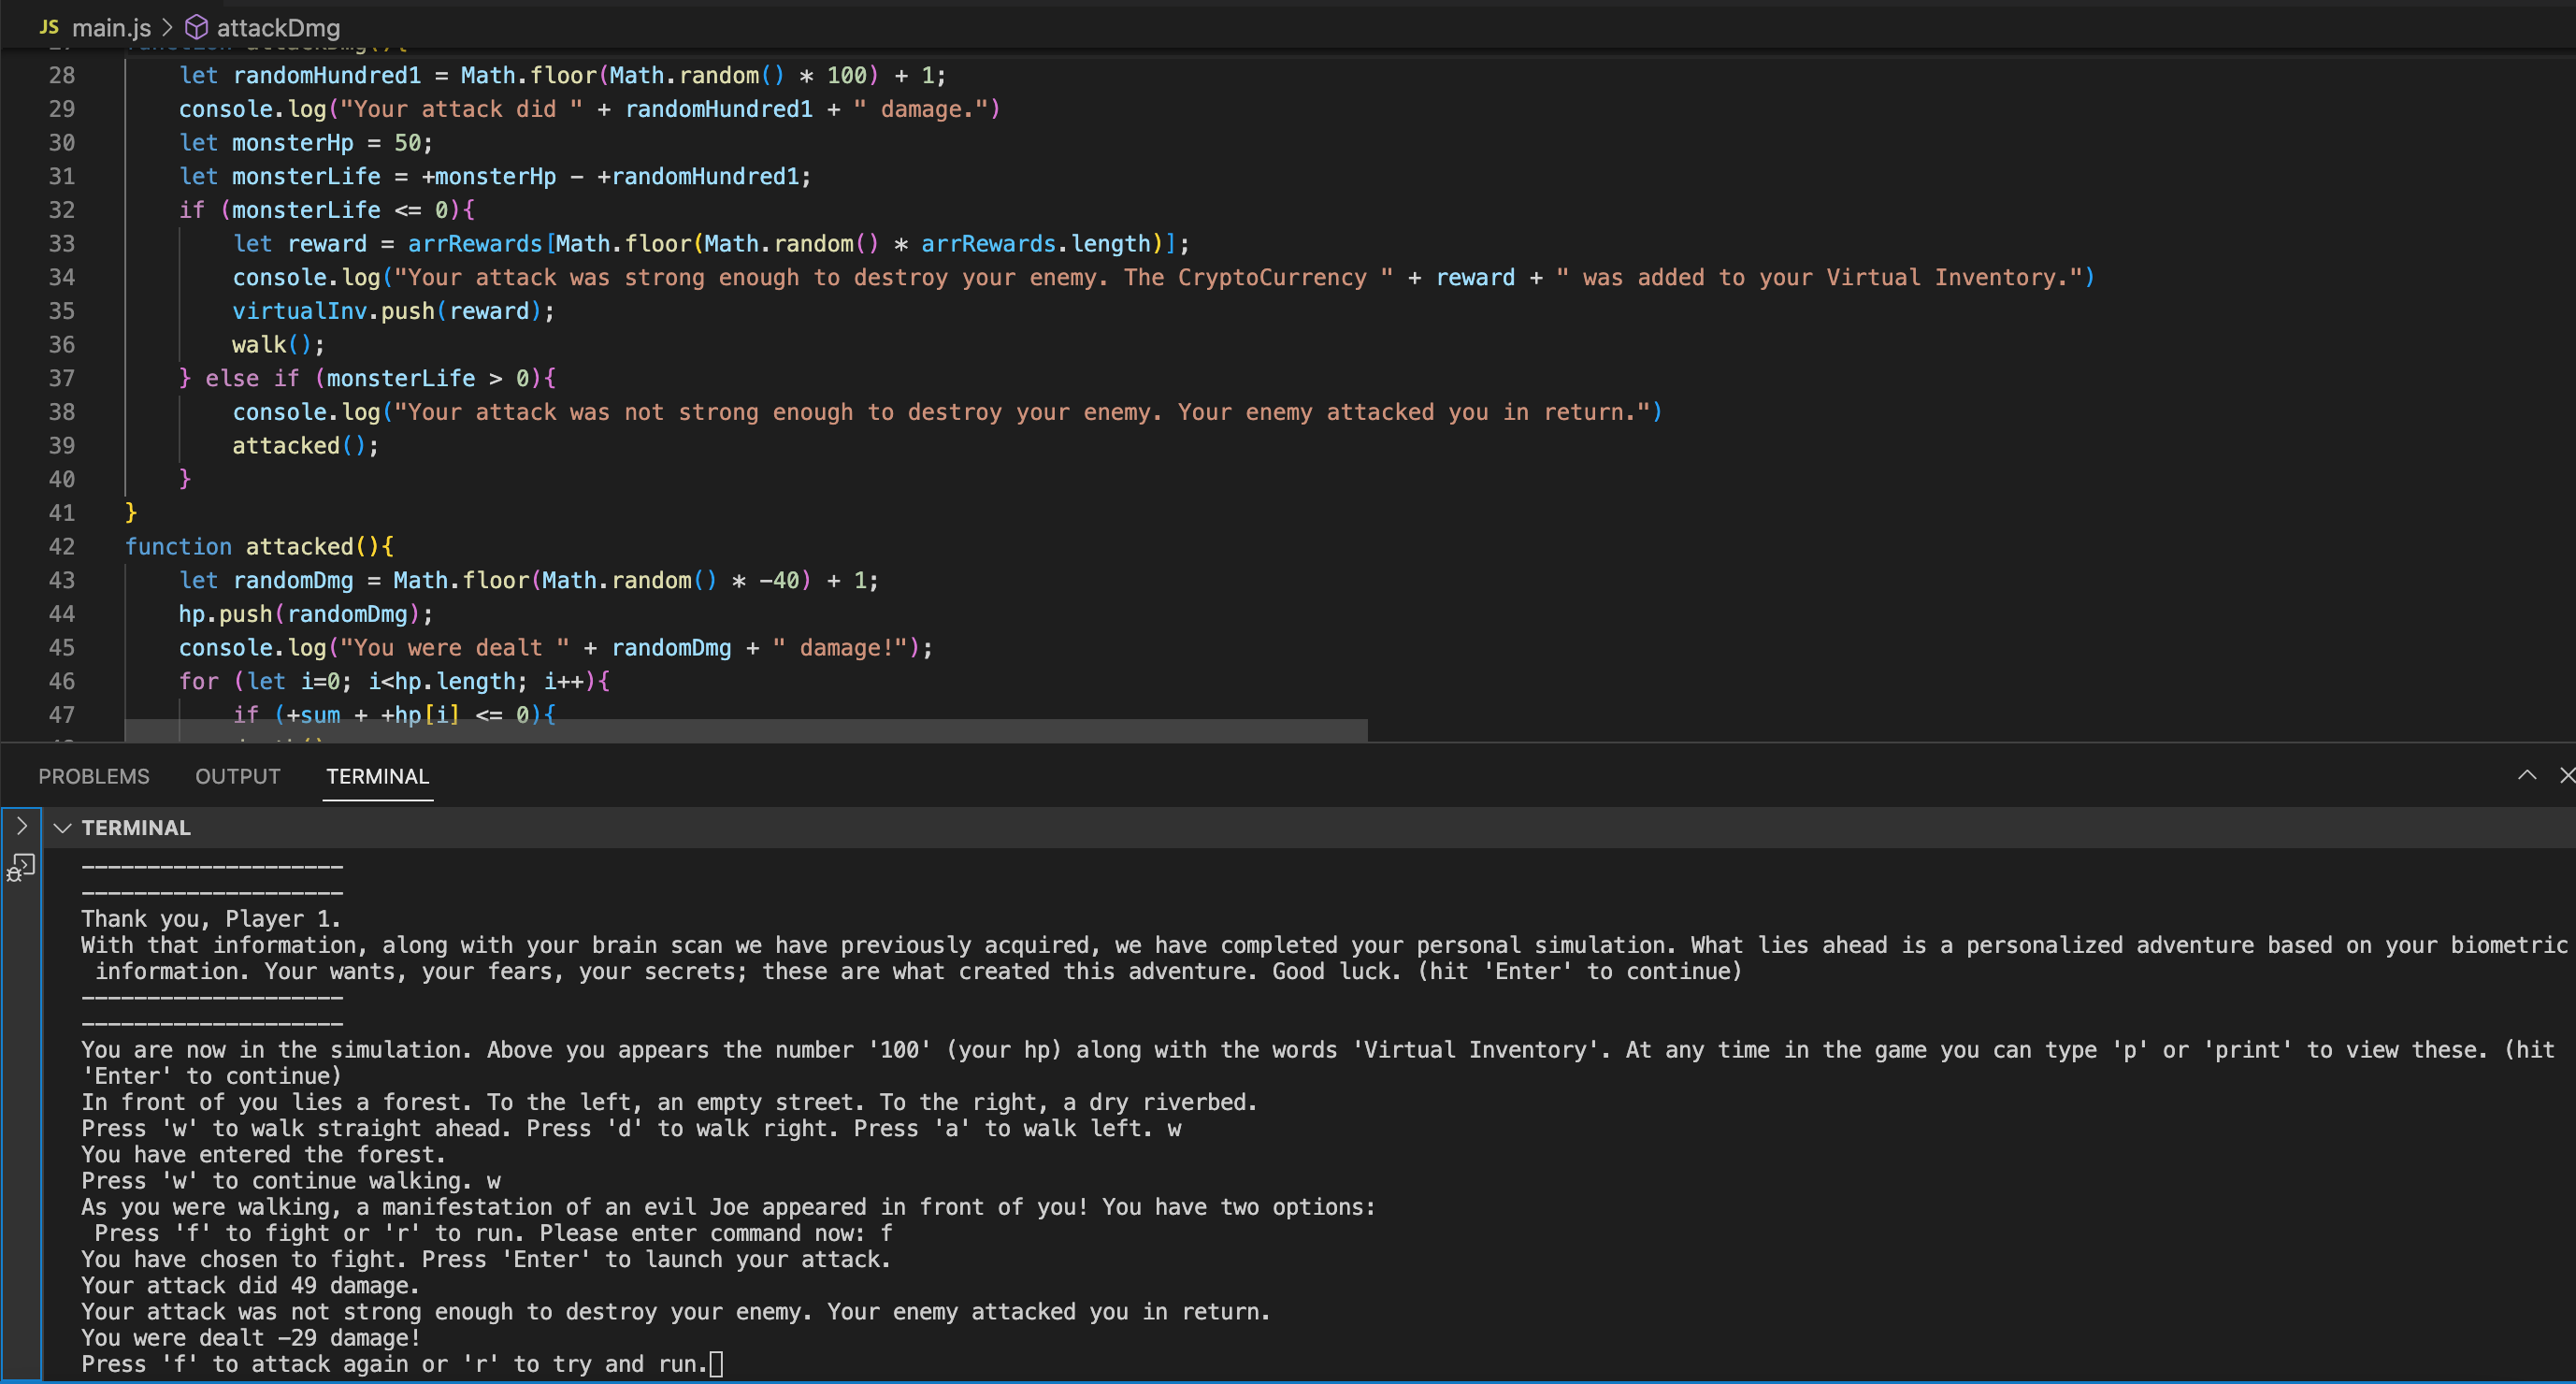 JS main.js > attackDmg
28 let randomHundred1 = Math.floor(Math.random() * 100) + 1;
29 console.log("Your attack did " + randomHundred1 + " damage.")
30 let monsterHp = 50;
31 let monsterLife = +monsterHp - +randomHundred1;
32 if (monsterLife <= 0){
33 let reward = arrRewards[Math.floor(Math.random() * arrRewards.length)];
34 console.log("Your attack was strong enough to destroy your enemy. The CryptoCurrency " + reward + " was added to your Virtual Inventory.")
35 virtualInv.push(reward);
36 walk();
37 } else if (monsterLife > 0){
38 console.log("Your attack was not strong enough to destroy your enemy. Your enemy attacked you in return.")
39 attacked();
40 }
41 }
42 function attacked(){
43 let randomDmg = Math.floor(Math.random() * -40) + 1;
44 hp.push(randomDmg);
45 console.log("You were dealt " + randomDmg + " damage!");
46 for (let i=0; i<hp.length; i++){
47 if (+sum + +hp[i] <= 0){
PROBLEMS OUTPUT TERMINAL
TERMINAL
--------------------
--------------------
Thank you, Player 1.
With that information, along with your brain scan we have previously acquired, we have completed your personal simulation. What lies ahead is a personalized adventure based on your biometric
information. Your wants, your fears, your secrets; these are what created this adventure. Good luck. (hit 'Enter' to continue)
--------------------
--------------------
You are now in the simulation. Above you appears the number '100' (your hp) along with the words 'Virtual Inventory'. At any time in the game you can type 'p' or 'print' to view these. (hit
'Enter' to continue)
In front of you lies a forest. To the left, an empty street. To the right, a dry riverbed.
Press 'w' to walk straight ahead. Press 'd' to walk right. Press 'a' to walk left. w
You have entered the forest.
Press 'w' to continue walking. w
As you were walking, a manifestation of an evil Joe appeared in front of you! You have two options:
Press 'f' to fight or 'r' to run. Please enter command now: f
You have chosen to fight. Press 'Enter' to launch your attack.
Your attack did 49 damage.
Your attack was not strong enough to destroy your enemy. Your enemy attacked you in return.
You were dealt -29 damage!
Press 'f' to attack again or 'r' to try and run.